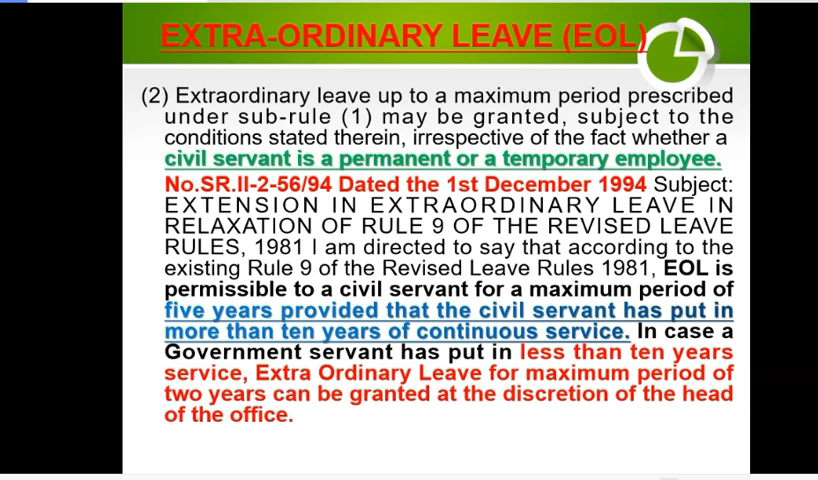 EXTRA-ORDINARY LEAVE (EOL)
(2) Extraordinary leave up to a maximum period prescribed
under sub-rule (1) may be granted, subject to the
conditions stated therein, irrespective of the fact whether a
civil servant is a permanent or a temporary employee.
No.SR.II-2-56/94 Dated the 1st December 1994 Subject:
EXTENSION IN EXTRAORDINARY LEAVE IN
RELAXATION OF RULE 9 OF THE REVISED LEAVE
RULES, 1981 I am directed to say that according to the
existing Rule 9 of the Revised Leave Rules 1981, EOL is
permissible to a civil servant for a maximum period of
five years provided that the civil servant has put in
more than ten years of continuous service. In case a
Government servant has put in less than ten years
service, Extra Ordinary Leave for maximum period of
two years can be granted at the discretion of the head
of the office.